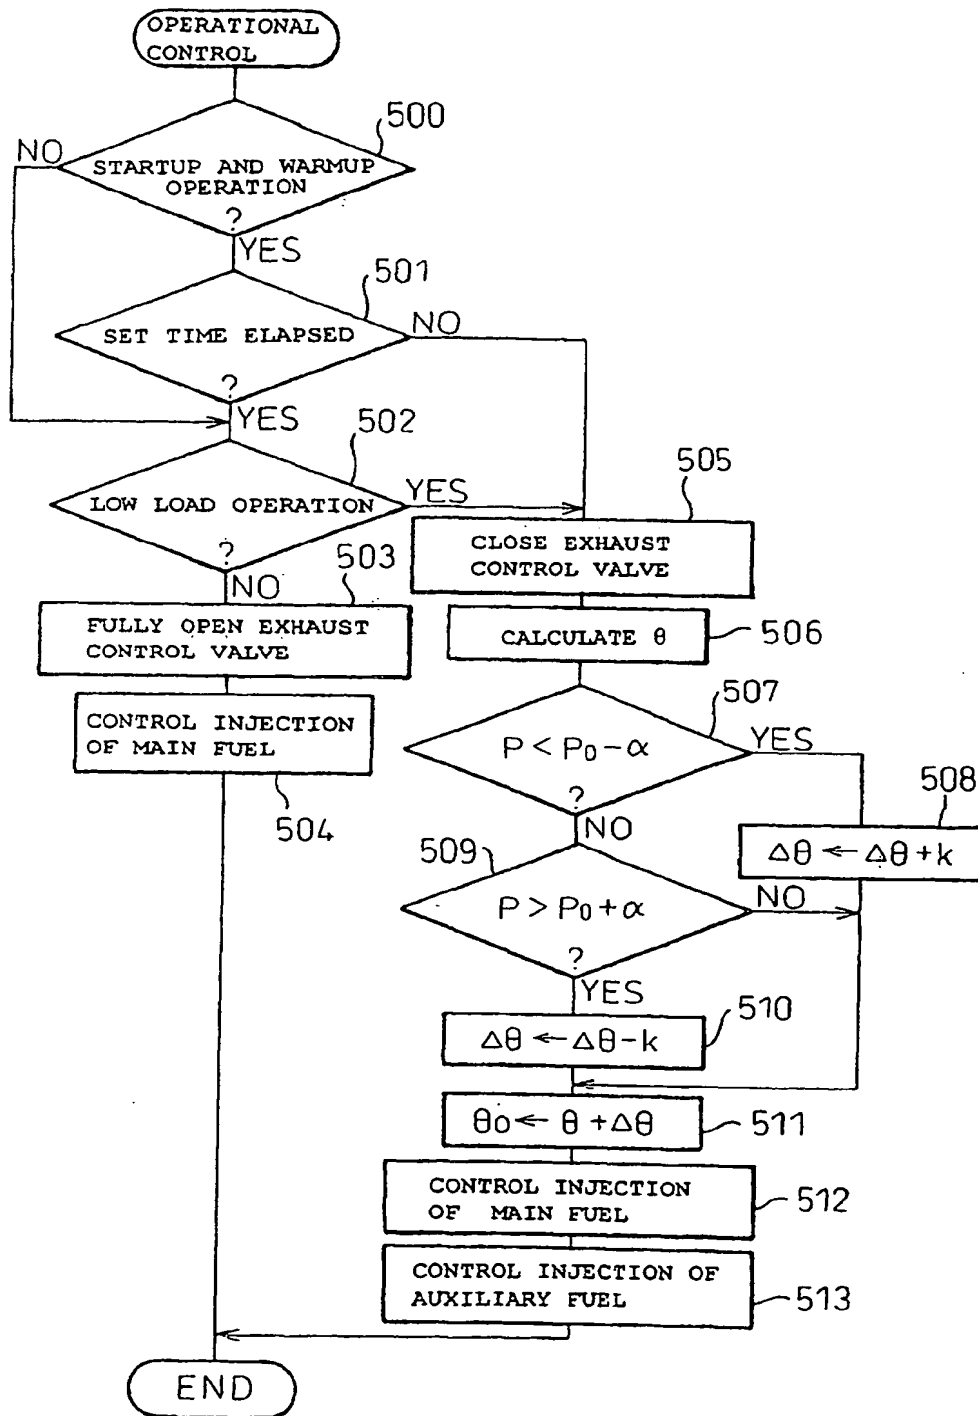 OPERATIONAL
CONTROL
500
NO
STARTUP AND WARMUP
OPERATION
?
YES
501
SET TIME ELAPSED
NO
?
YES
502
LOW LOAD OPERATION
YES
?
NO
503
FULLY OPEN EXHAUST
CONTROL VALVE
CONTROL INJECTION
OF MAIN FUEL
504
505
CLOSE EXHAUST
CONTROL VALVE
CALCULATE θ
506
507
P < P0 − α
YES
?
NO
508
Δθ ← Δθ + k
509
P > P0 + α
NO
?
YES
510
Δθ ← Δθ − k
θ0 ← θ + Δθ
511
CONTROL INJECTION
OF MAIN FUEL
512
CONTROL INJECTION OF
AUXILIARY FUEL
513
END